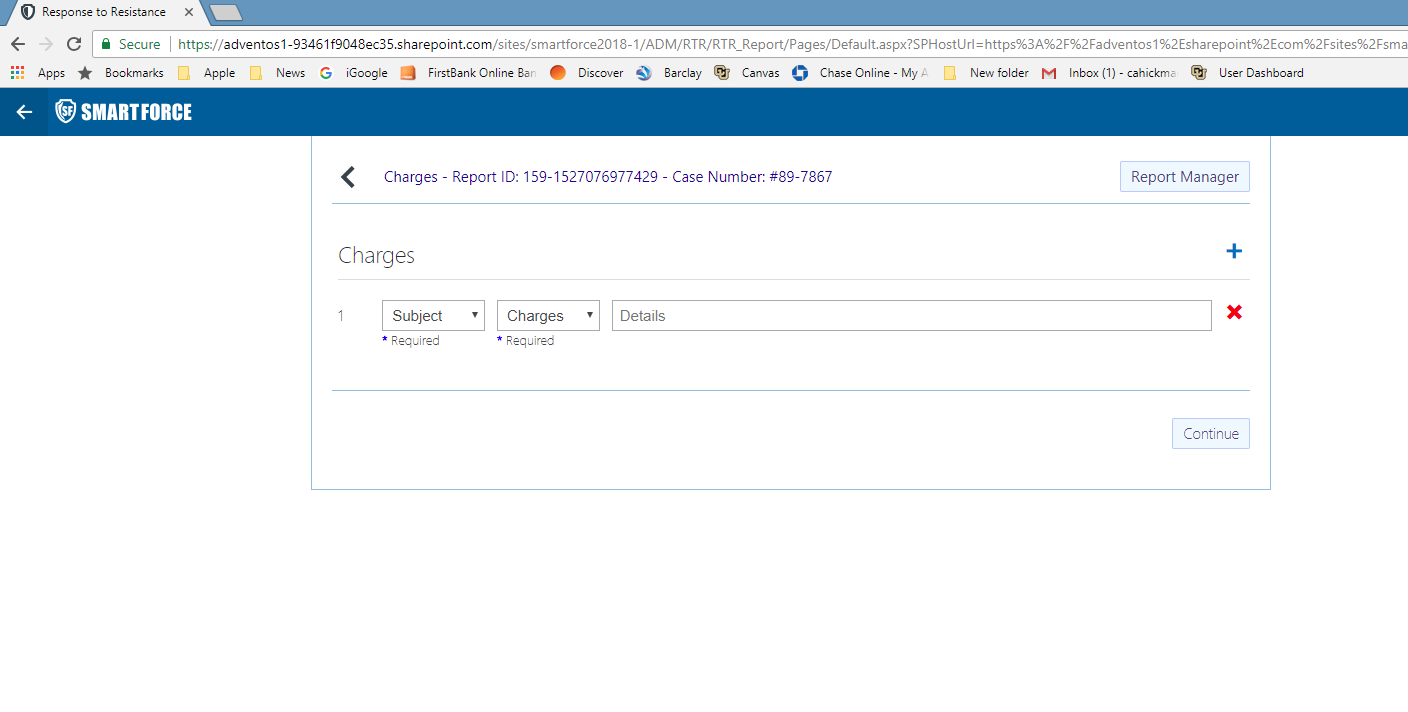 Response to Resistance
Secure https://adventos1-93461f9048ec35.sharepoint.com/sites/smartforce2018-1/ADM/RTR/RTR_Report/Pages/Default.aspx?SPHostUrl=https%3A%2F%2Fadventos1%2Esharepoint%2Ecom%2Fsites%2Fsma
Apps Bookmarks Apple News iGoogle FirstBank Online Ban Discover Barclay Canvas Chase Online - My A New folder Inbox (1) - cahickma User Dashboard
SF SMARTFORCE
Charges - Report ID: 159-1527076977429 - Case Number: #89-7867 Report Manager
Charges
1 Subject Charges Details
* Required * Required
Continue